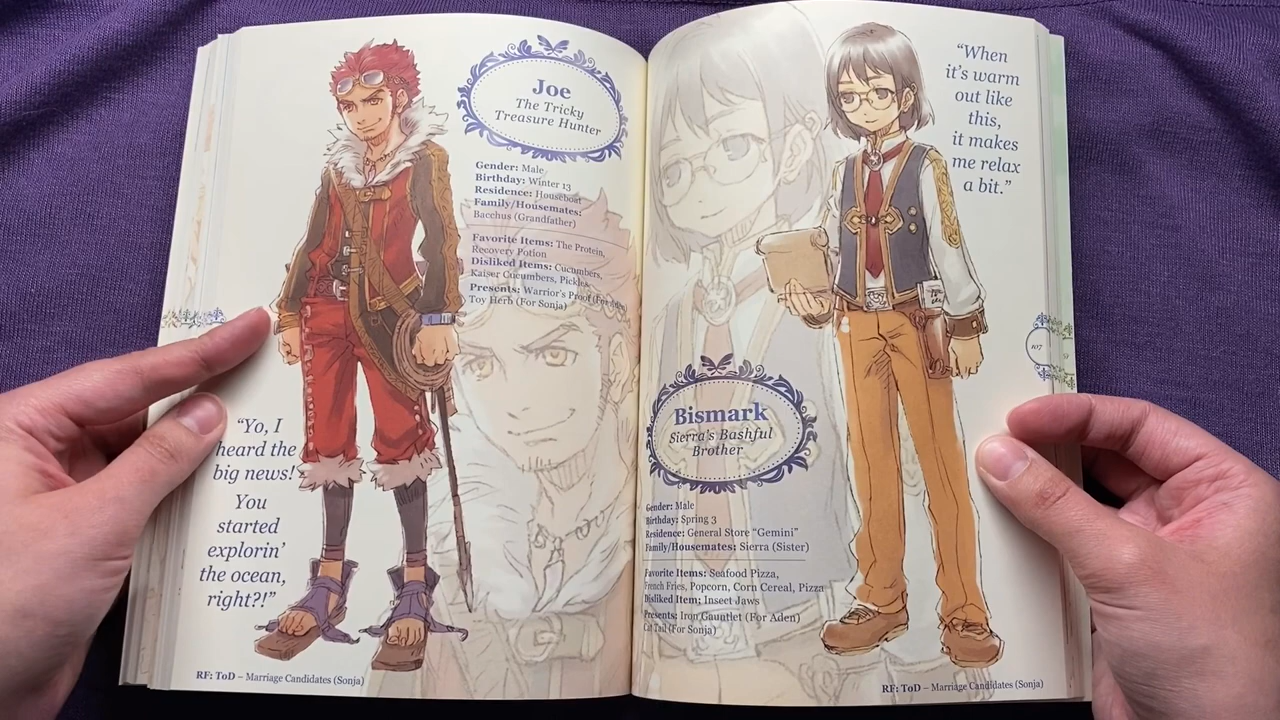 Joe
The Tricky
Treasure Hunter
Gender: Male
Birthday: Winter 13
Residence: Houseboat
Family/Housemates:
Bacchus (Grandfather)
Favorite Items: The Protein,
Recovery Potion
Disliked Items: Cucumbers,
Kaiser Cucumbers, Pickles
Presents: Warrior's Proof (For
Toy Herb (For Sonja)
"Yo, I
heard the
big news!
You
started
explorin'
the ocean,
right?!"
RF: ToD – Marriage Candidates (Sonja)
"When
it's warm
out like
this,
it makes
me relax
a bit."
107
Bismark
Sierra's Bashful
Brother
Gender: Male
Birthday: Spring 3
Residence: General Store "Gemini"
Family/Housemates: Sierra (Sister)
Favorite Items: Seafood Pizza,
French Fries, Popcorn, Corn Cereal, Pizza
Disliked Item; Insect Jaws
Presents: Iron Gauntlet (For Aden)
Cat Tail (For Sonja)
RF: ToD – Marriage Candidates (Sonja)